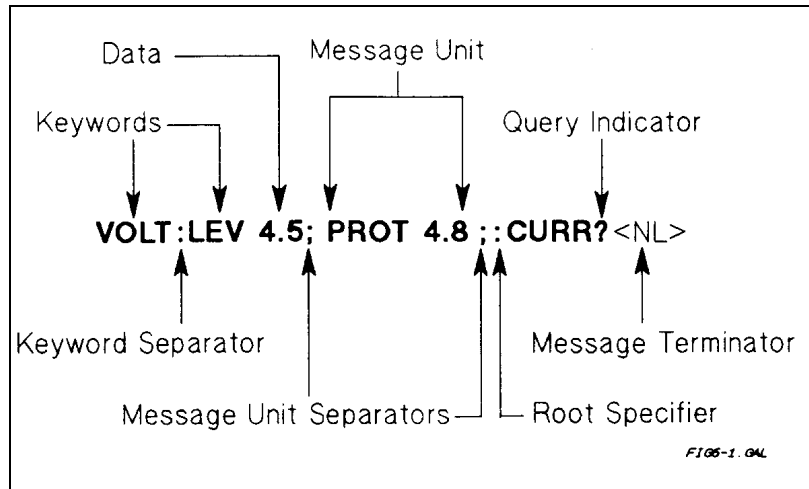 Data Message Unit
Keywords Query Indicator
VOLT:LEV 4.5; PROT 4.8 ;:CURR? <NL>
Keyword Separator Message Terminator
Message Unit Separators Root Specifier
FIG6-1.GAL